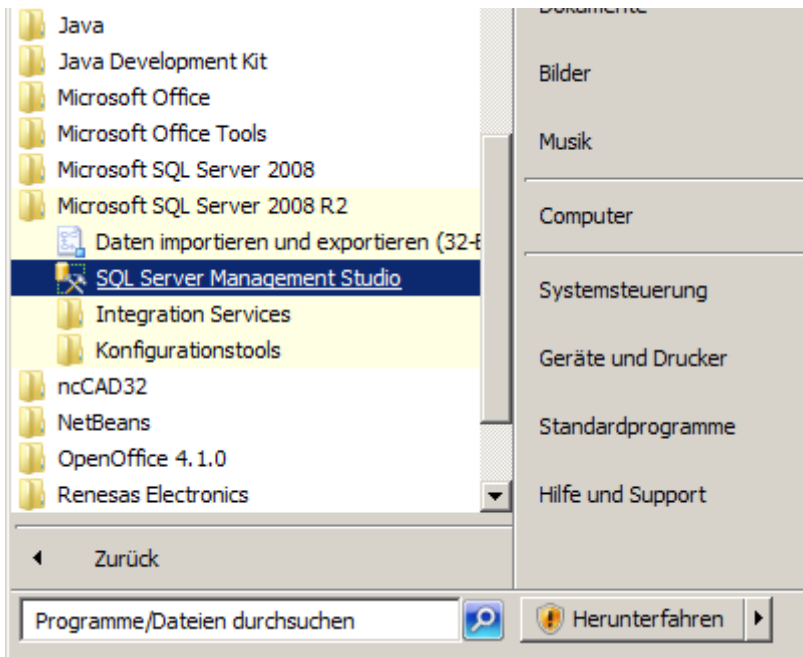 Java
Java Development Kit
Microsoft Office
Microsoft Office Tools
Microsoft SQL Server 2008
Microsoft SQL Server 2008 R2
Daten importieren und exportieren (32-
SQL Server Management Studio
Integration Services
Konfigurationstools
ncCAD32
NetBeans
OpenOffice 4.1.0
Renesas Electronics
Zurück
Programme/Dateien durchsuchen
Dokumente
Bilder
Musik
Computer
Systemsteuerung
Geräte und Drucker
Standardprogramme
Hilfe und Support
Herunterfahren